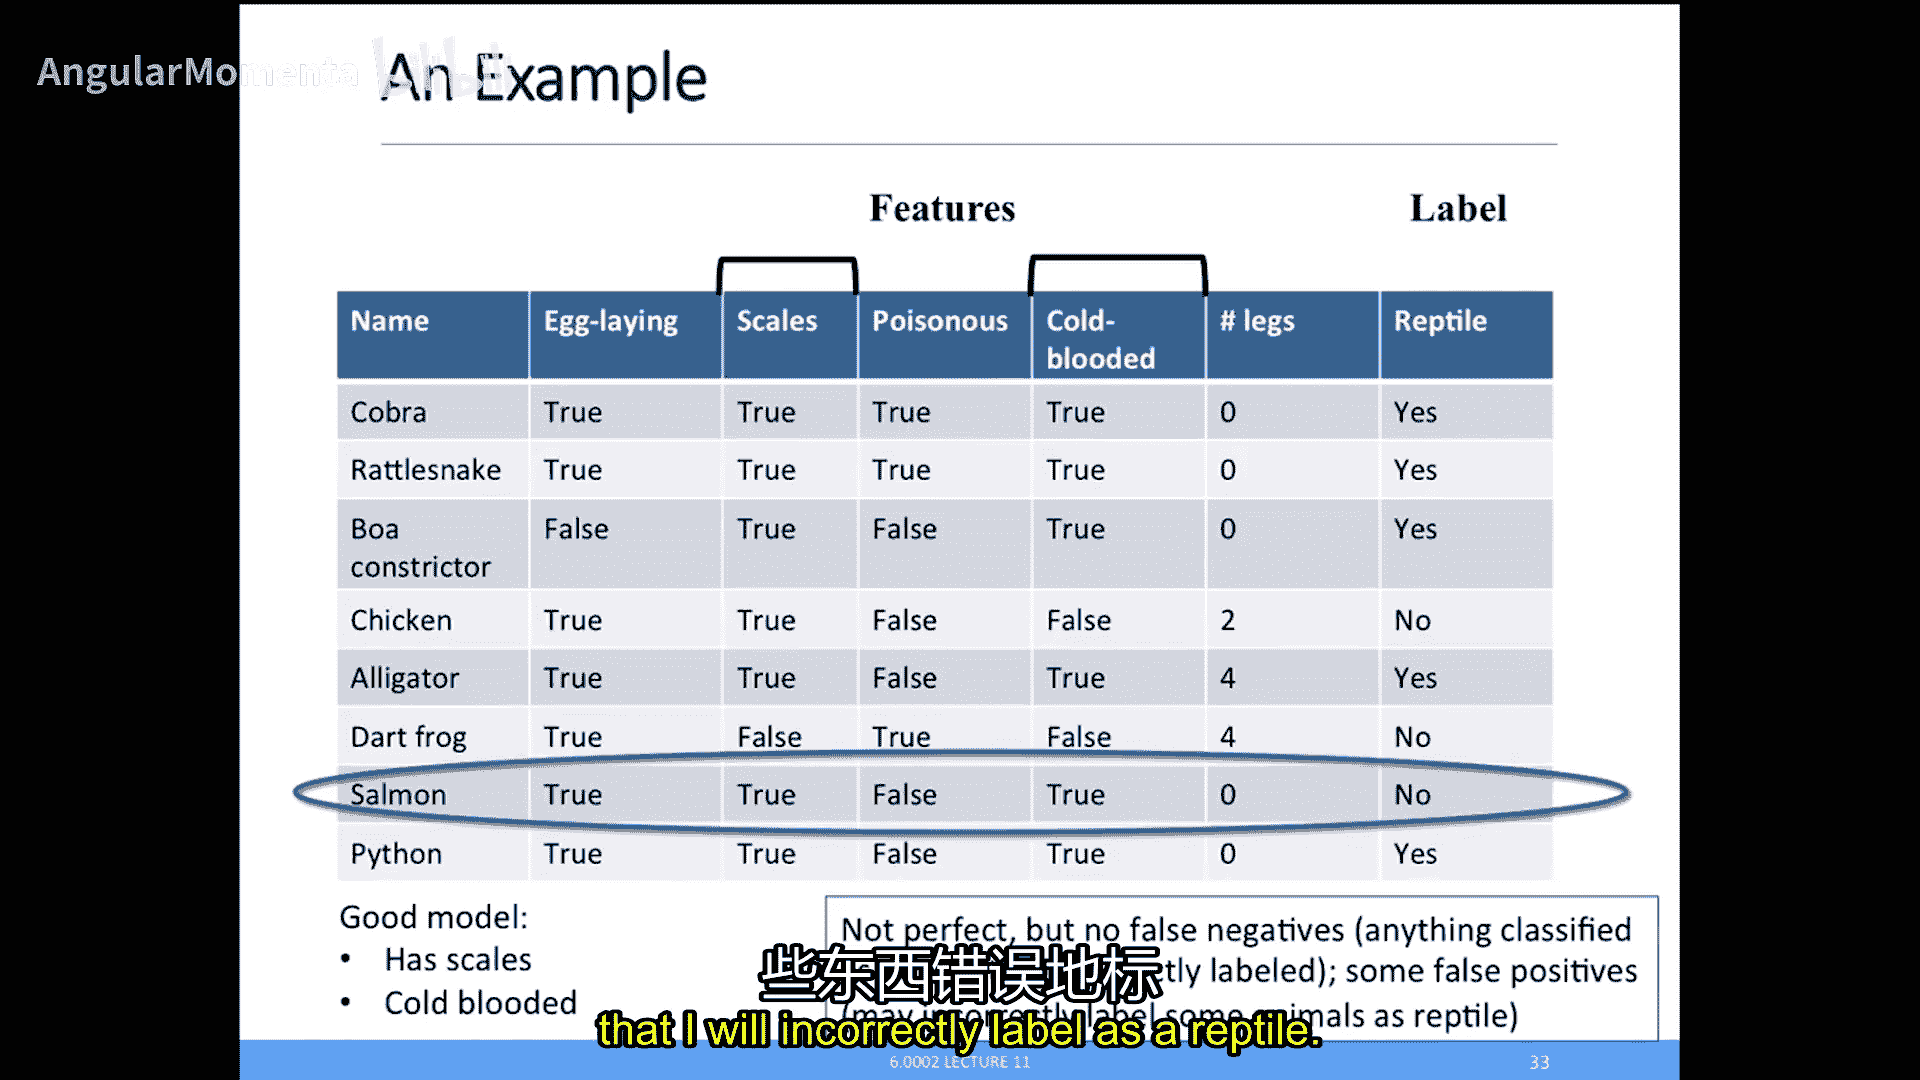 AngularMomenta
An Example
Features Label
Name Egg-laying Scales Poisonous Cold-blooded # legs Reptile
Cobra True True True True 0 Yes
Rattlesnake True True True True 0 Yes
Boa constrictor False True False True 0 Yes
Chicken True True False False 2 No
Alligator True True False True 4 Yes
Dart frog True False True False 4 No
Salmon True True False True 0 No
Python True True False True 0 Yes
Good model:
• Has scales
• Cold blooded
Not perfect, but no false negatives (anything classified
labeled); some false positives
(may incorrectly label some animals as reptile)
些东西错误地标
that I will incorrectly label as a reptile.
6.0002 LECTURE 11
33